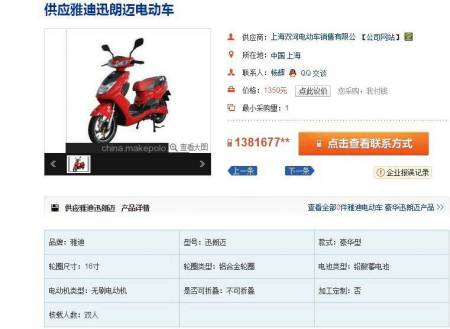 供应雅迪迅朗迈电动车
供应商：上海双河电动车销售有限公 【公司网站】
所在地：中国 上海
联系人：杨辉 QQ交谈
价格：1350元 点此议价 您采购，我付钱
最小采购量：1
china.makepolo
查看大图
1381677** 点击查看联系方式
上一条 下一条 企业报误记录
供应雅迪迅朗迈 产品详情 查看全部0件雅迪电动车 豪华迅朗迈产品 >>
品牌：雅迪 型号：迅朗迈 款式：豪华型
轮圈尺寸：16寸 轮圈类型：铝合金轮圈 电池类型：铅酸蓄电池
电动机类型：无刷电动机 是否可折叠：不可折叠 加工定制：否
核载人数：双人